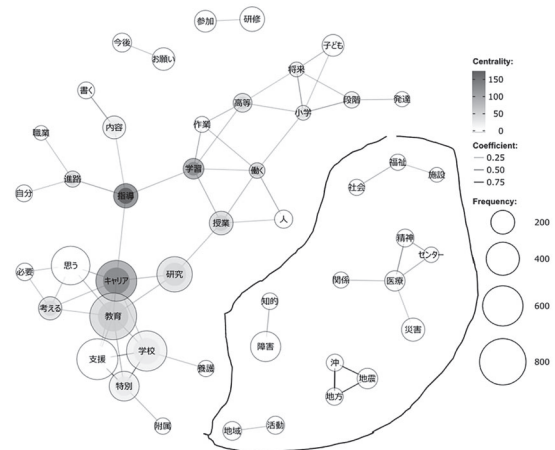 参加
研修
今後
お願い
子ども
将来
書く
高等
段階
発達
小学
作業
内容
職業
進路
学習
働く
自分
指導
授業
人
思う
必要
キャリア
研究
考える
教育
支援
学校
養護
特別
附属
福祉
社会
施設
精神
センター
関係
医療
災害
知的
障害
沖
地震
地方
地域
活動
Centrality:
150
100
50
0
Coefficient:
0.25
0.50
0.75
Frequency:
200
400
600
800